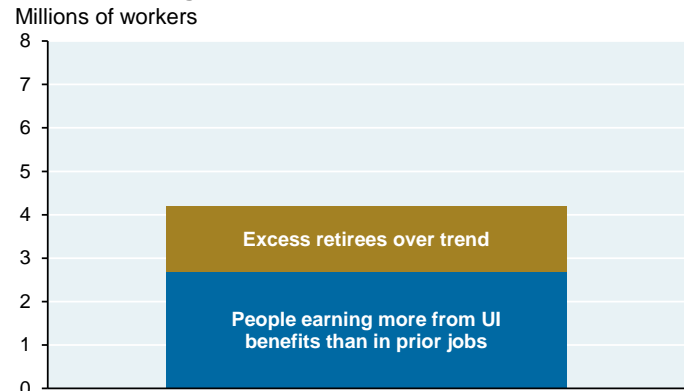 Millions of workers
8
7
6
5
4
3
2
1
0
Excess retirees over trend
People earning more from UI
benefits than in prior jobs